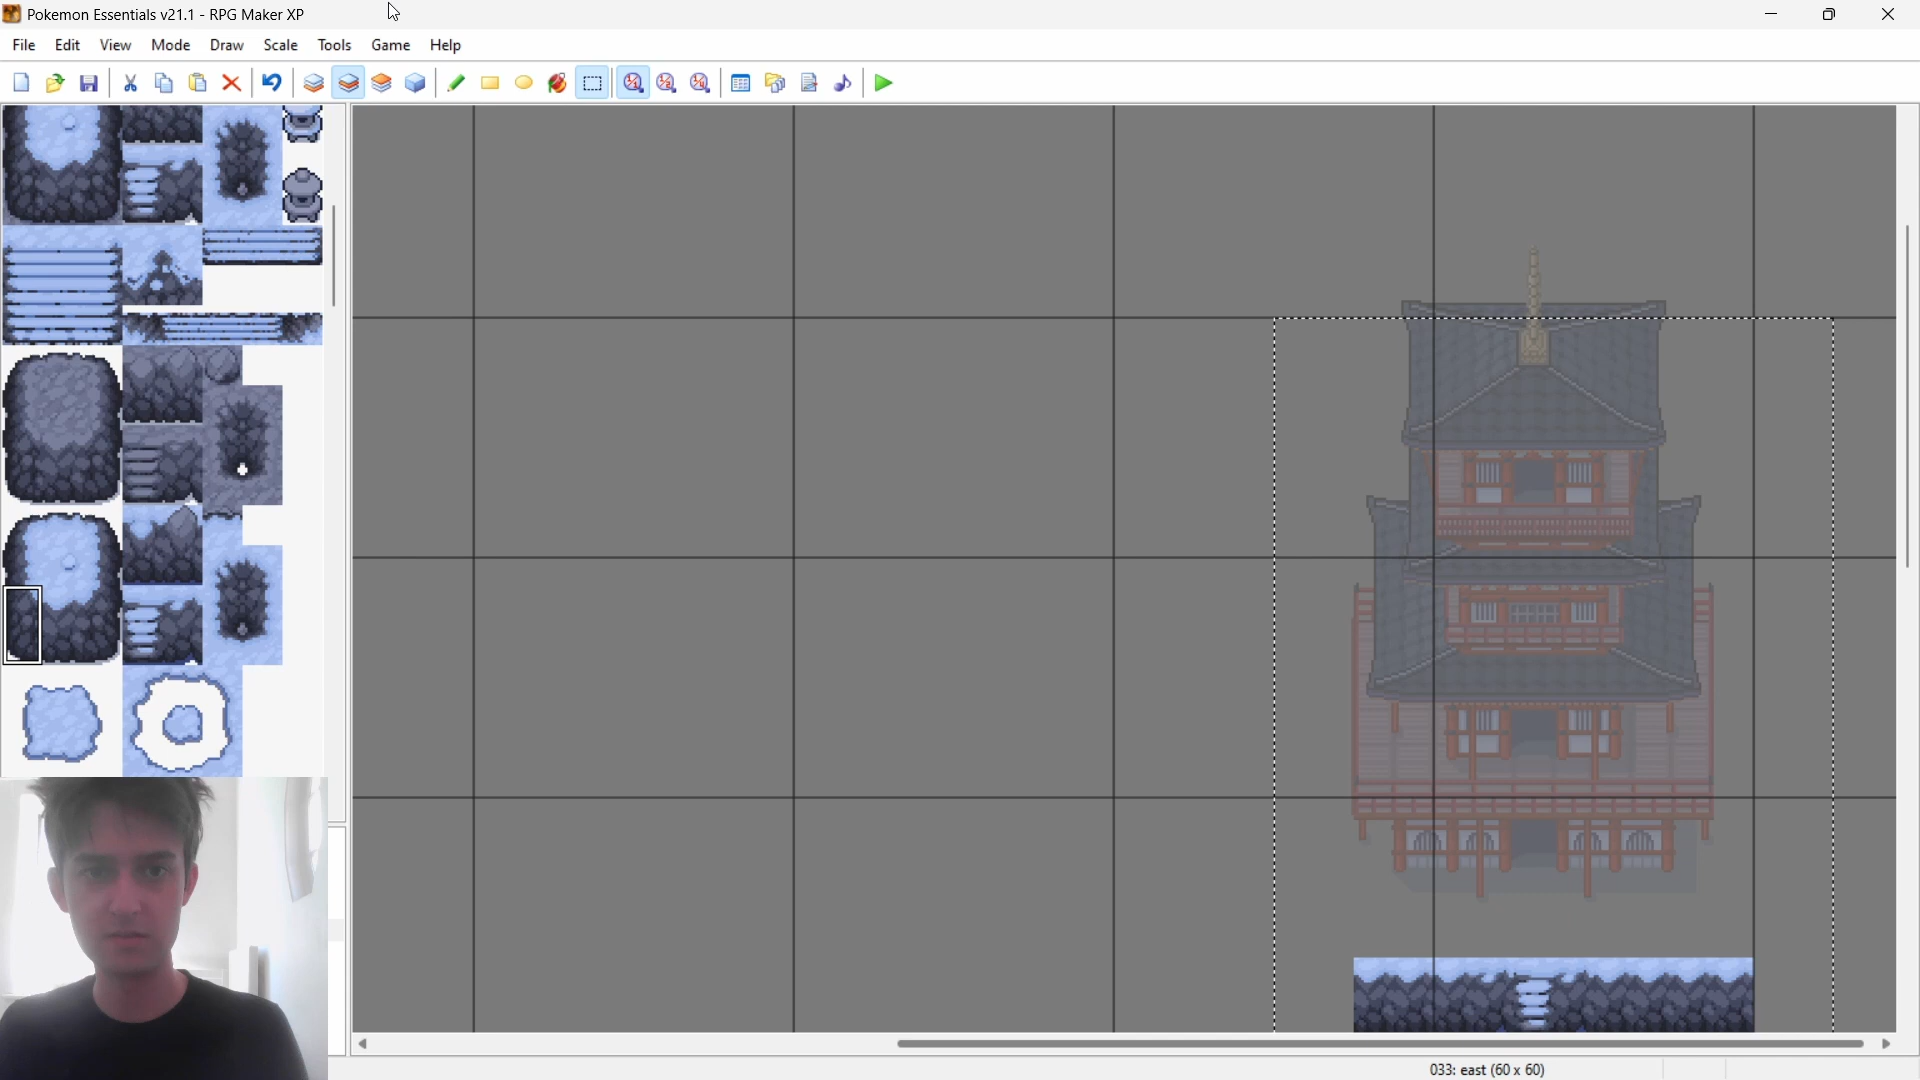 Pokemon Essentials v21.1 - RPG Maker XP
File Edit View Mode Draw Scale Tools Game Help
033: east (60 x 60)